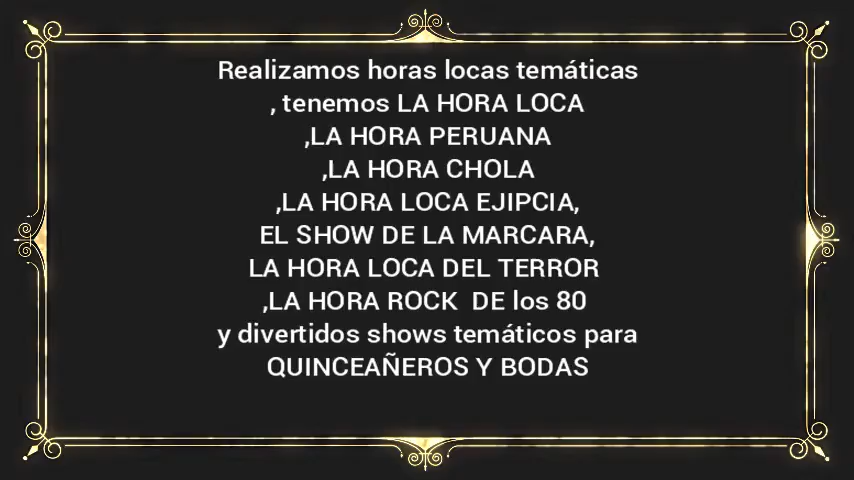 Realizamos horas locas temáticas
, tenemos LA HORA LOCA
,LA HORA PERUANA
,LA HORA CHOLA
,LA HORA LOCA EJIPCIA,
EL SHOW DE LA MARCARA,
LA HORA LOCA DEL TERROR
,LA HORA ROCK  DE los 80
y divertidos shows temáticos para
QUINCEAÑEROS Y BODAS